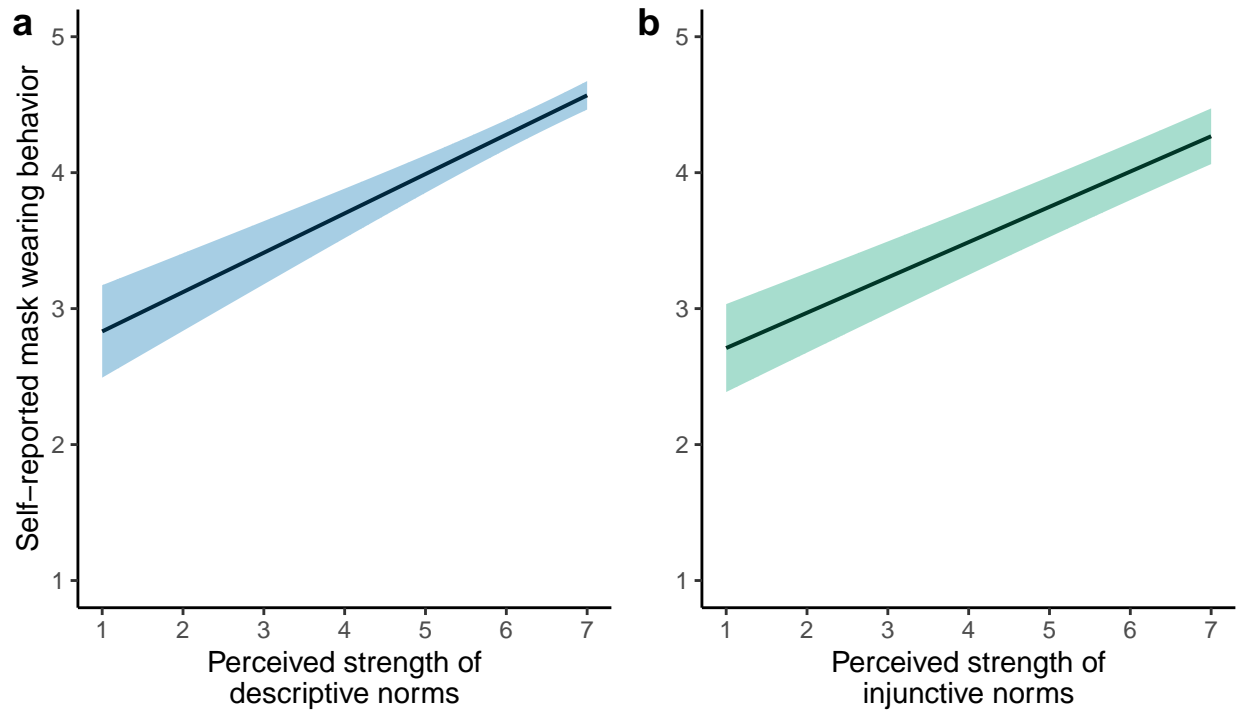 a
Self−reported mask wearing behavior
5
4
3
2
1
1 2 3 4 5 6 7
Perceived strength of
descriptive norms
b
5
4
3
2
1
1 2 3 4 5 6 7
Perceived strength of
injunctive norms